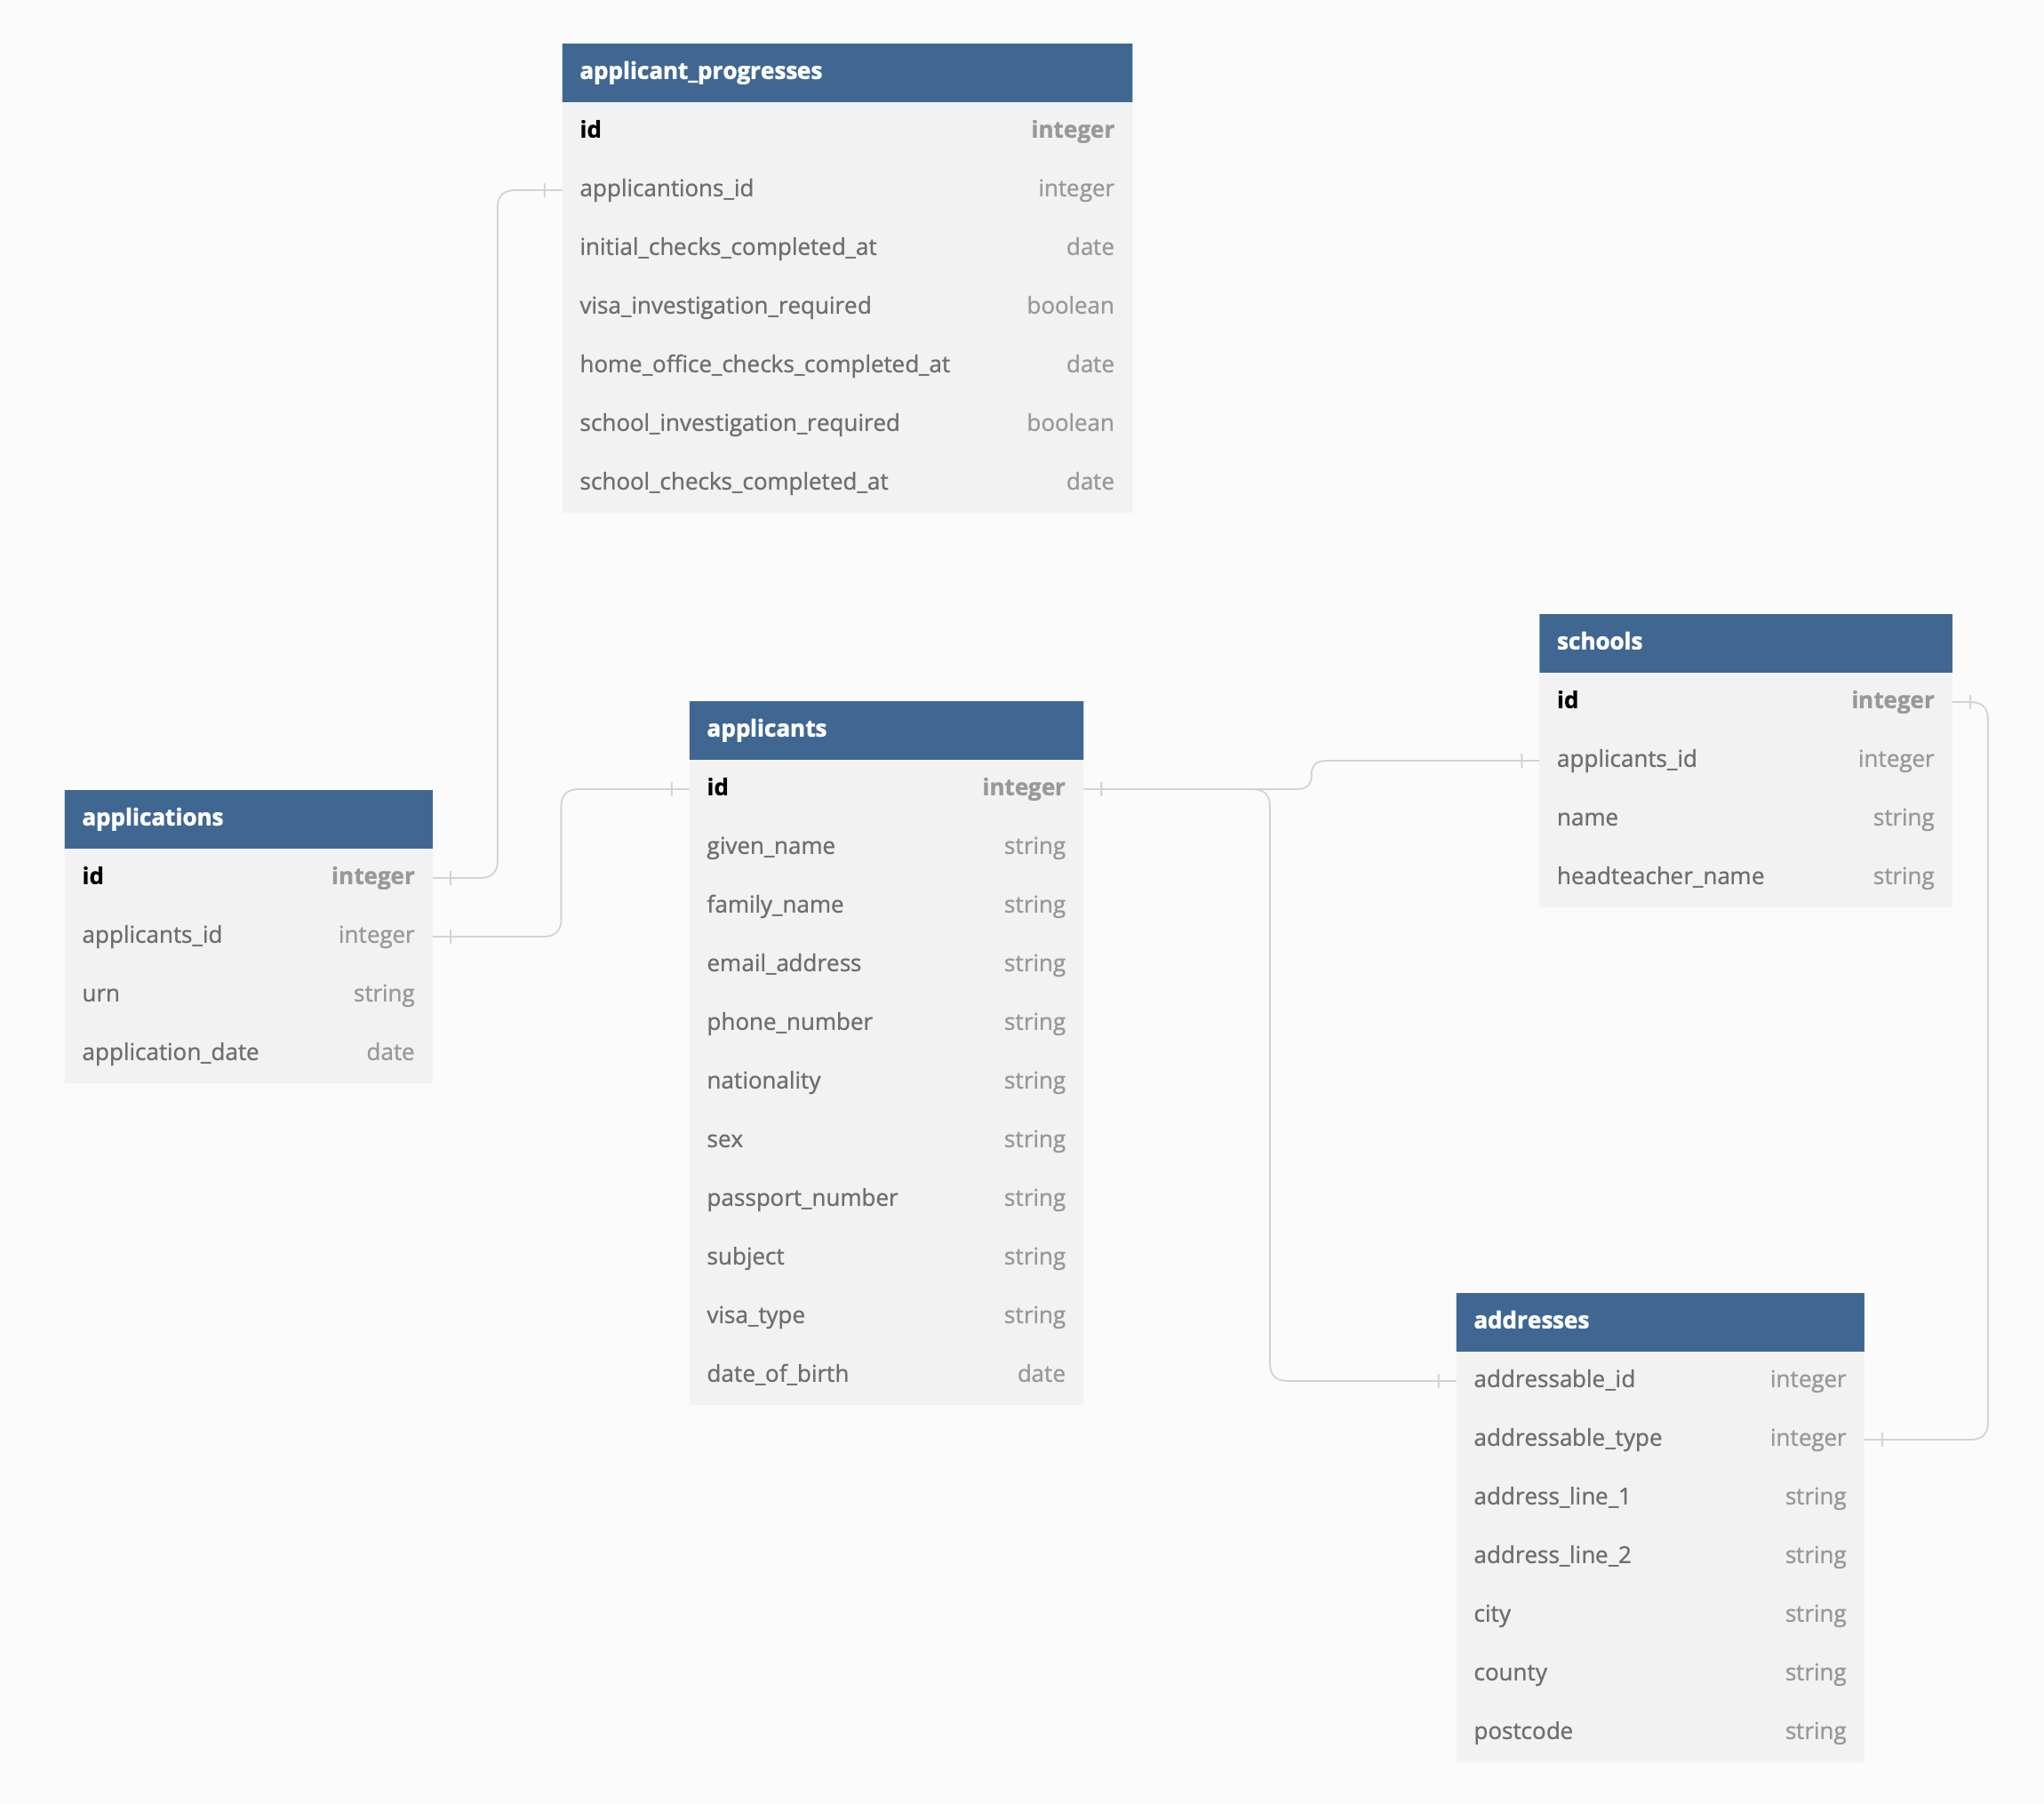 applicant_progresses
id integer
applicantions_id integer
initial_checks_completed_at date
visa_investigation_required boolean
home_office_checks_completed_at date
school_investigation_required boolean
school_checks_completed_at date
schools
id integer
applicants_id integer
name string
headteacher_name string
applicants
id integer
given_name string
family_name string
email_address string
phone_number string
nationality string
sex string
passport_number string
subject string
visa_type string
date_of_birth date
applications
id integer
applicants_id integer
urn string
application_date date
addresses
addressable_id integer
addressable_type integer
address_line_1 string
address_line_2 string
city string
county string
postcode string